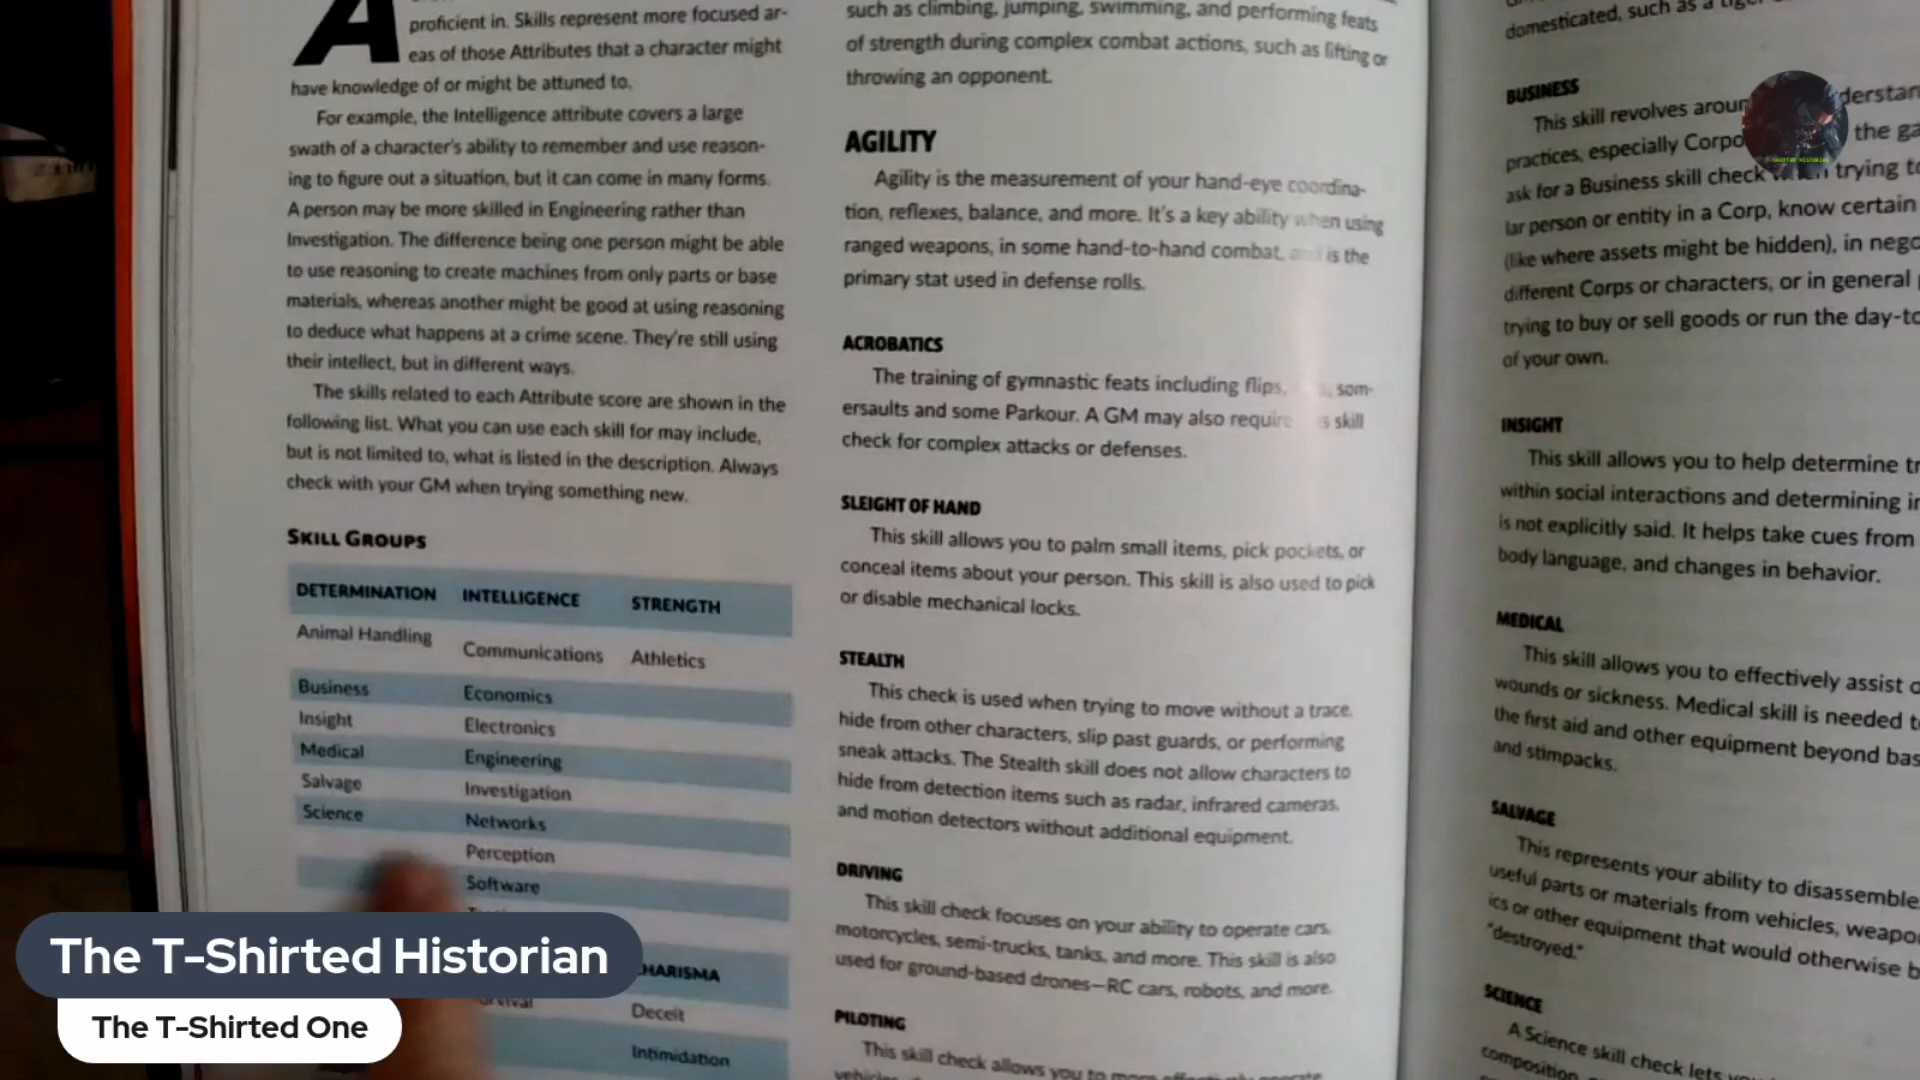 A
proficient in. Skills represent more focused ar-
eas of those Attributes that a character might
have knowledge of or might be attuned to.
For example, the Intelligence attribute covers a large
swath of a character's ability to remember and use reason-
ing to figure out a situation, but it can come in many forms.
A person may be more skilled in Engineering rather than
Investigation. The difference being one person might be able
to use reasoning to create machines from only parts or base
materials, whereas another might be good at using reasoning
to deduce what happens at a crime scene. They're still using
their intellect, but in different ways.
The skills related to each Attribute score are shown in the
following list. What you can use each skill for may include,
but is not limited to, what is listed in the description. Always
check with your GM when trying something new.
SKILL GROUPS
DETERMINATION INTELLIGENCE STRENGTH
Animal Handling Communications Athletics
Business Economics
Insight Electronics
Medical Engineering
Salvage Investigation
Science Networks
Perception
Software
HARISMA
Deceit
Intimidation
such as climbing, jumping, swimming, and performing feats
of strength during complex combat actions, such as lifting or
throwing an opponent.
AGILITY
Agility is the measurement of your hand-eye coordina-
tion, reflexes, balance, and more. It's a key ability when using
ranged weapons, in some hand-to-hand combat, and is the
primary stat used in defense rolls.
ACROBATICS
The training of gymnastic feats including flips, som-
ersaults and some Parkour. A GM may also require skill
check for complex attacks or defenses.
SLEIGHT OF HAND
This skill allows you to palm small items, pick pockets, or
conceal items about your person. This skill is also used to pick
or disable mechanical locks.
STEALTH
This check is used when trying to move without a trace,
hide from other characters, slip past guards, or performing
sneak attacks. The Stealth skill does not allow characters to
hide from detection items such as radar, infrared cameras,
and motion detectors without additional equipment.
DRIVING
This skill check focuses on your ability to operate cars,
motorcycles, semi-trucks, tanks, and more. This skill is also
used for ground-based drones—RC cars, robots, and more.
PILOTING
This skill check allows you to more effectively operate
domesticated, such as a
BUSINESS
This skill revolves aroun derstan
practices, especially Corpo the ga
ask for a Business skill check trying to
lar person or entity in a Corp, know certain
(like where assets might be hidden), in nego
different Corps or characters, or in general
trying to buy or sell goods or run the day-to
of your own.
INSIGHT
This skill allows you to help determine tr
within social interactions and determining in
is not explicitly said. It helps take cues from
body language, and changes in behavior.
MEDICAL
This skill allows you to effectively assist
wounds or sickness. Medical skill is needed
the first aid and other equipment beyond bas
and stimpacks.
SALVAGE
This represents your ability to disassemble
useful parts or materials from vehicles, weapo
ics or other equipment that would otherwise b
"destroyed."
SCIENCE
A Science skill check lets
composition
The T-Shirted Historian
The T-Shirted One